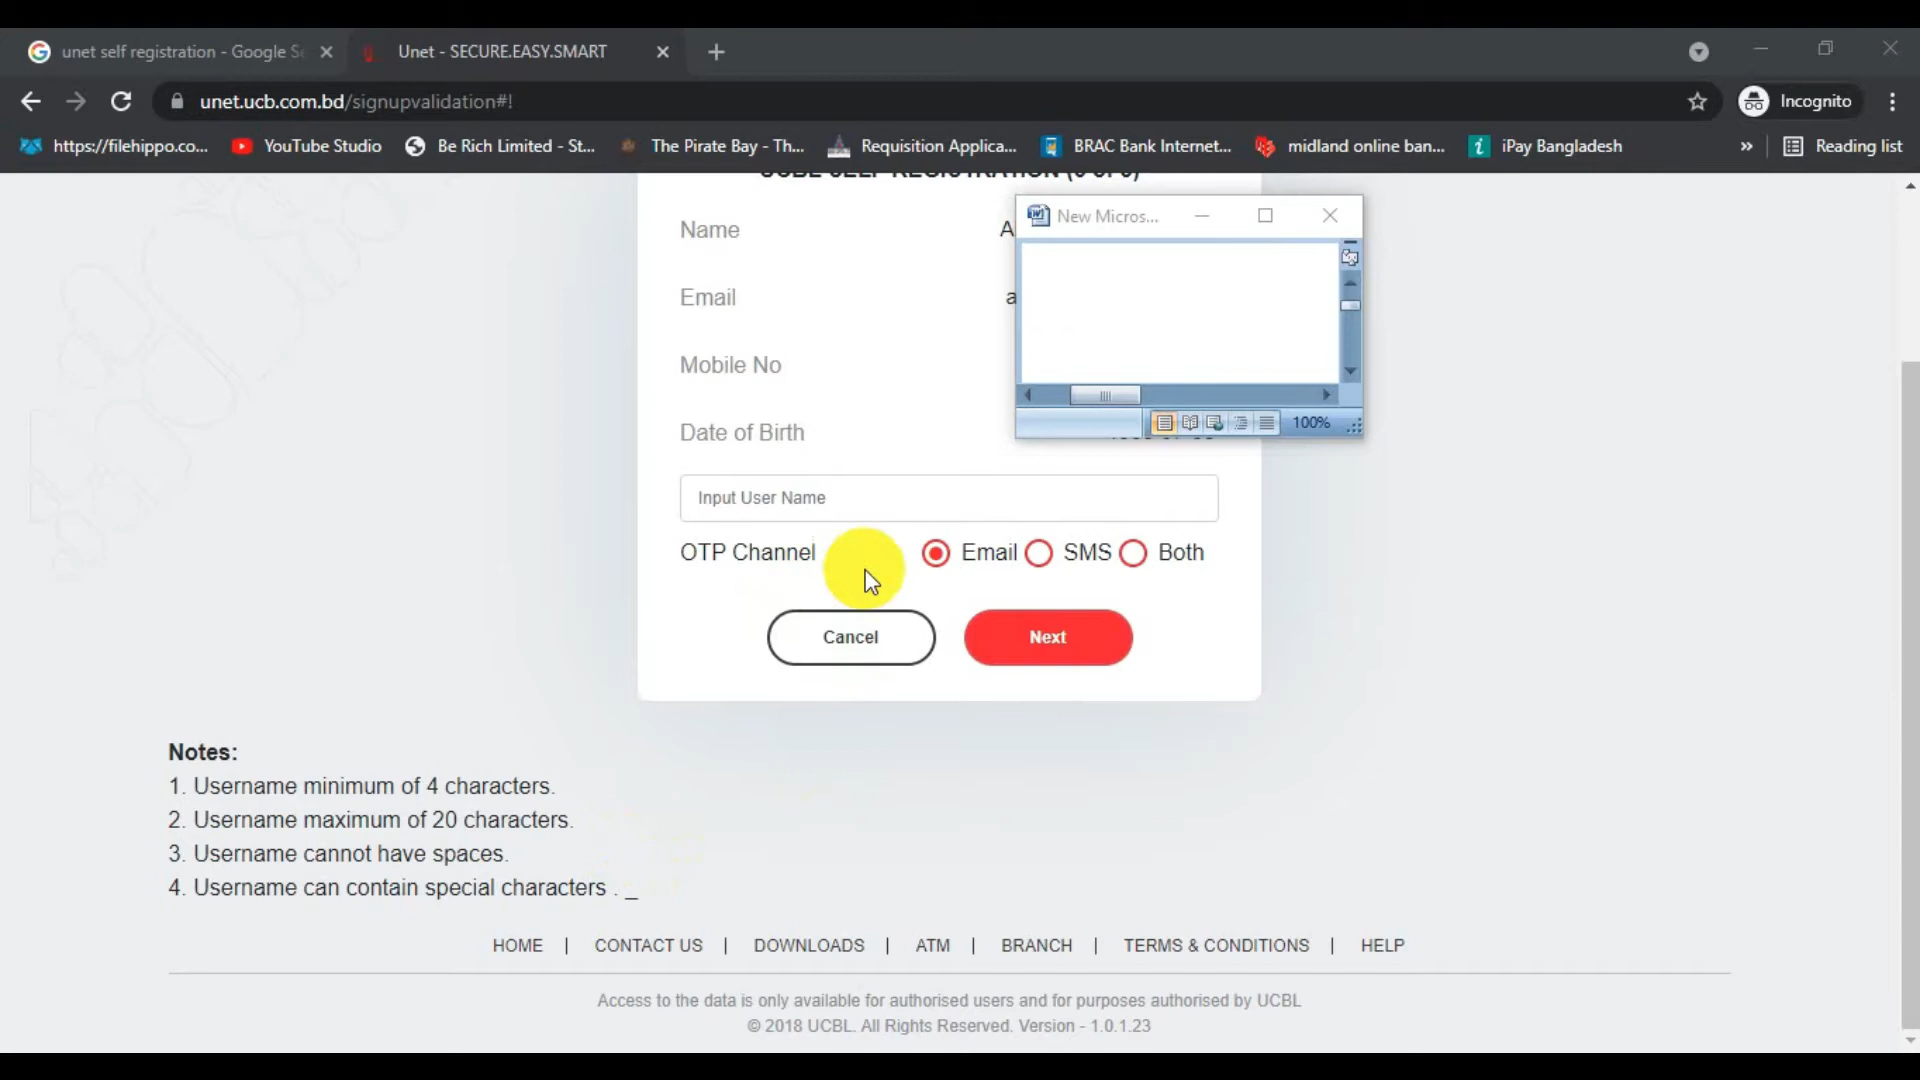 unet self registration - Google Se
Unet - SECURE.EASY.SMART
unet.ucb.com.bd/signupvalidation#!
Incognito
https://filehippo.co...
YouTube Studio
Be Rich Limited - St...
The Pirate Bay - Th...
Requisition Applica...
BRAC Bank Internet...
midland online ban...
iPay Bangladesh
»
Reading list
New Micros...
Name
A
Email
a
Mobile No
Date of Birth
100%
Input User Name
OTP Channel
Email
SMS
Both
Cancel
Next
Notes:
1. Username minimum of 4 characters.
2. Username maximum of 20 characters.
3. Username cannot have spaces.
4. Username can contain special characters . _
HOME | CONTACT US | DOWNLOADS | ATM | BRANCH | TERMS & CONDITIONS | HELP
Access to the data is only available for authorised users and for purposes authorised by UCBL
© 2018 UCBL. All Rights Reserved. Version - 1.0.1.23